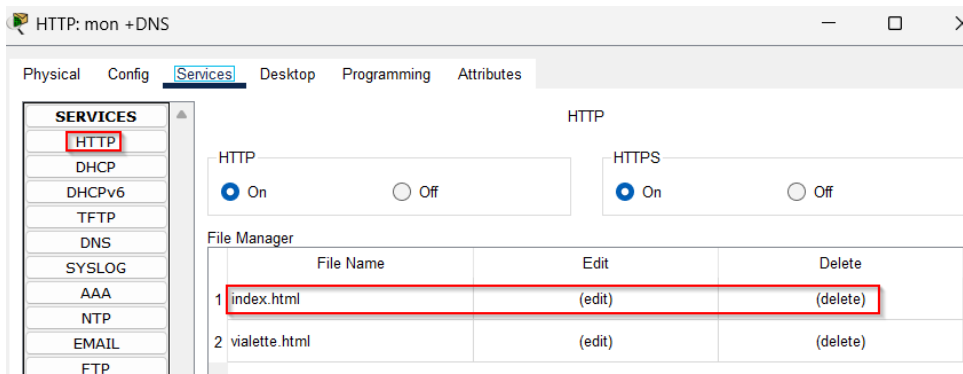 HTTP: mon +DNS
Physical Config Services Desktop Programming Attributes
SERVICES
HTTP
DHCP
DHCPv6
TFTP
DNS
SYSLOG
AAA
NTP
EMAIL
FTP
HTTP
HTTP
On Off
HTTPS
On Off
File Manager
File Name Edit Delete
1 index.html (edit) (delete)
2 vialette.html (edit) (delete)